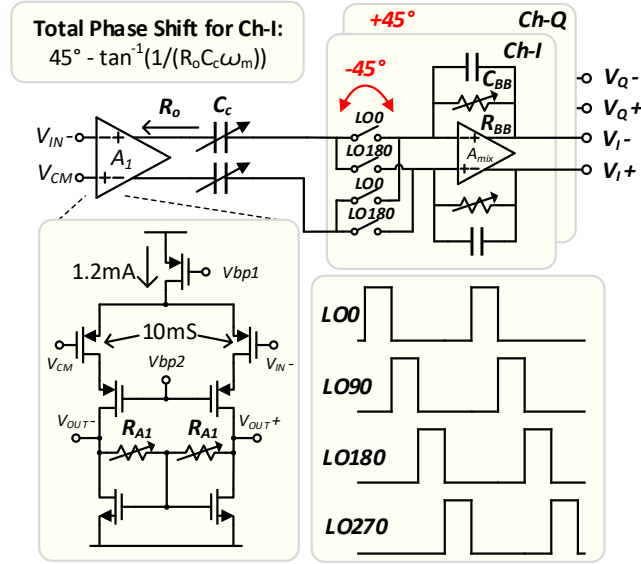 Total Phase Shift for Ch-I:
45° - tan⁻¹(1/(RₒC꜀ωₘ))
+45°
Ch-Q
Ch-I
-45°
Rₒ
C꜀
LO0
LO180
LO0
LO180
C_BB
R_BB
A_mix
V_IN-
V_CM
A₁
V_Q-
V_Q+
V_I-
V_I+
1.2mA
Vbp1
10mS
V_CM
Vbp2
V_IN-
V_OUT-
R_A1
R_A1
V_OUT+
LO0
LO90
LO180
LO270